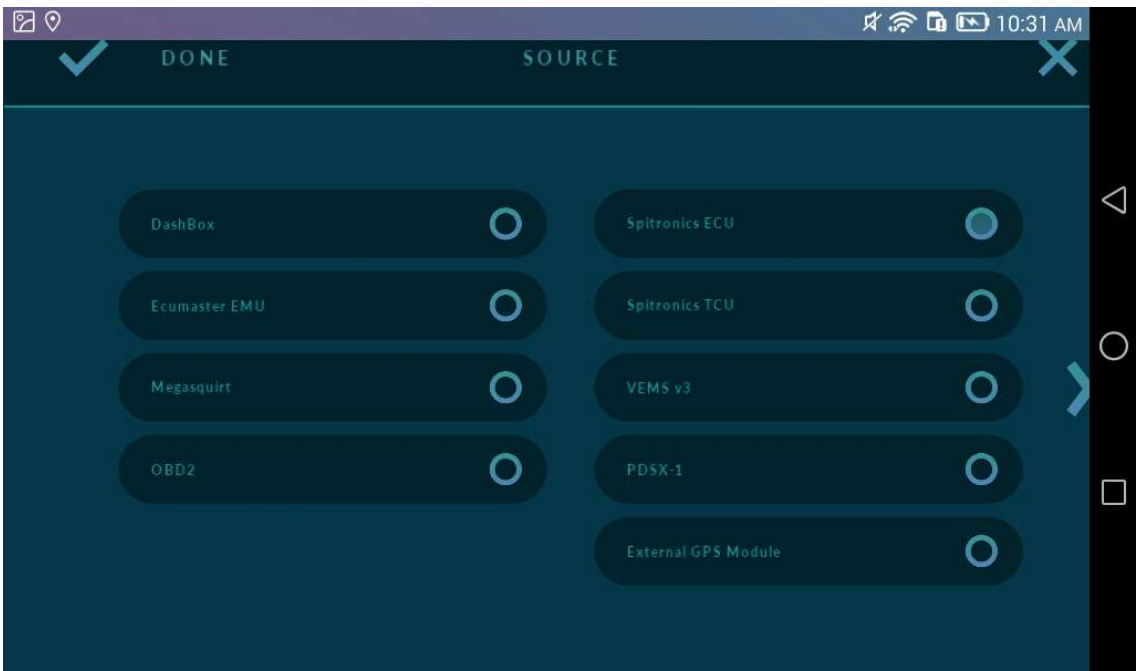 10:31 AM
DONE
SOURCE
DashBox
Ecumaster EMU
Megasquirt
OBD2
Spitronics ECU
Spitronics TCU
VEMS v3
PDSX-1
External GPS Module